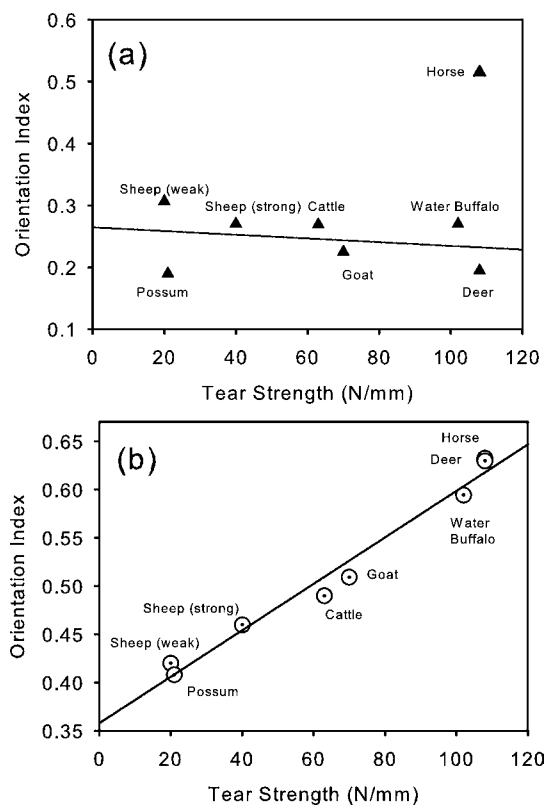 (a)
0.6
0.5
0.4
0.3
0.2
0.1
Orientation Index
Horse
Sheep (weak)
Sheep (strong) Cattle
Water Buffalo
Possum
Goat
Deer
0 20 40 60 80 100 120
Tear Strength (N/mm)
(b)
0.65
0.60
0.55
0.50
0.45
0.40
0.35
Orientation Index
Horse
Deer
Water
Buffalo
Goat
Cattle
Sheep (strong)
Sheep (weak)
Possum
0 20 40 60 80 100 120
Tear Strength (N/mm)